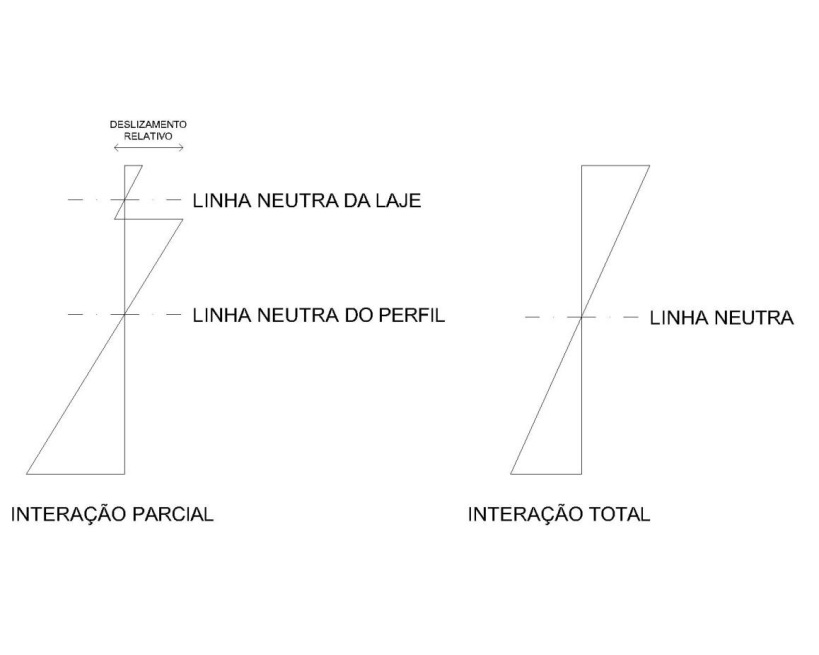 DESLIZAMENTO
RELATIVO
LINHA NEUTRA DA LAJE
LINHA NEUTRA DO PERFIL
LINHA NEUTRA
INTERAÇÃO PARCIAL
INTERAÇÃO TOTAL